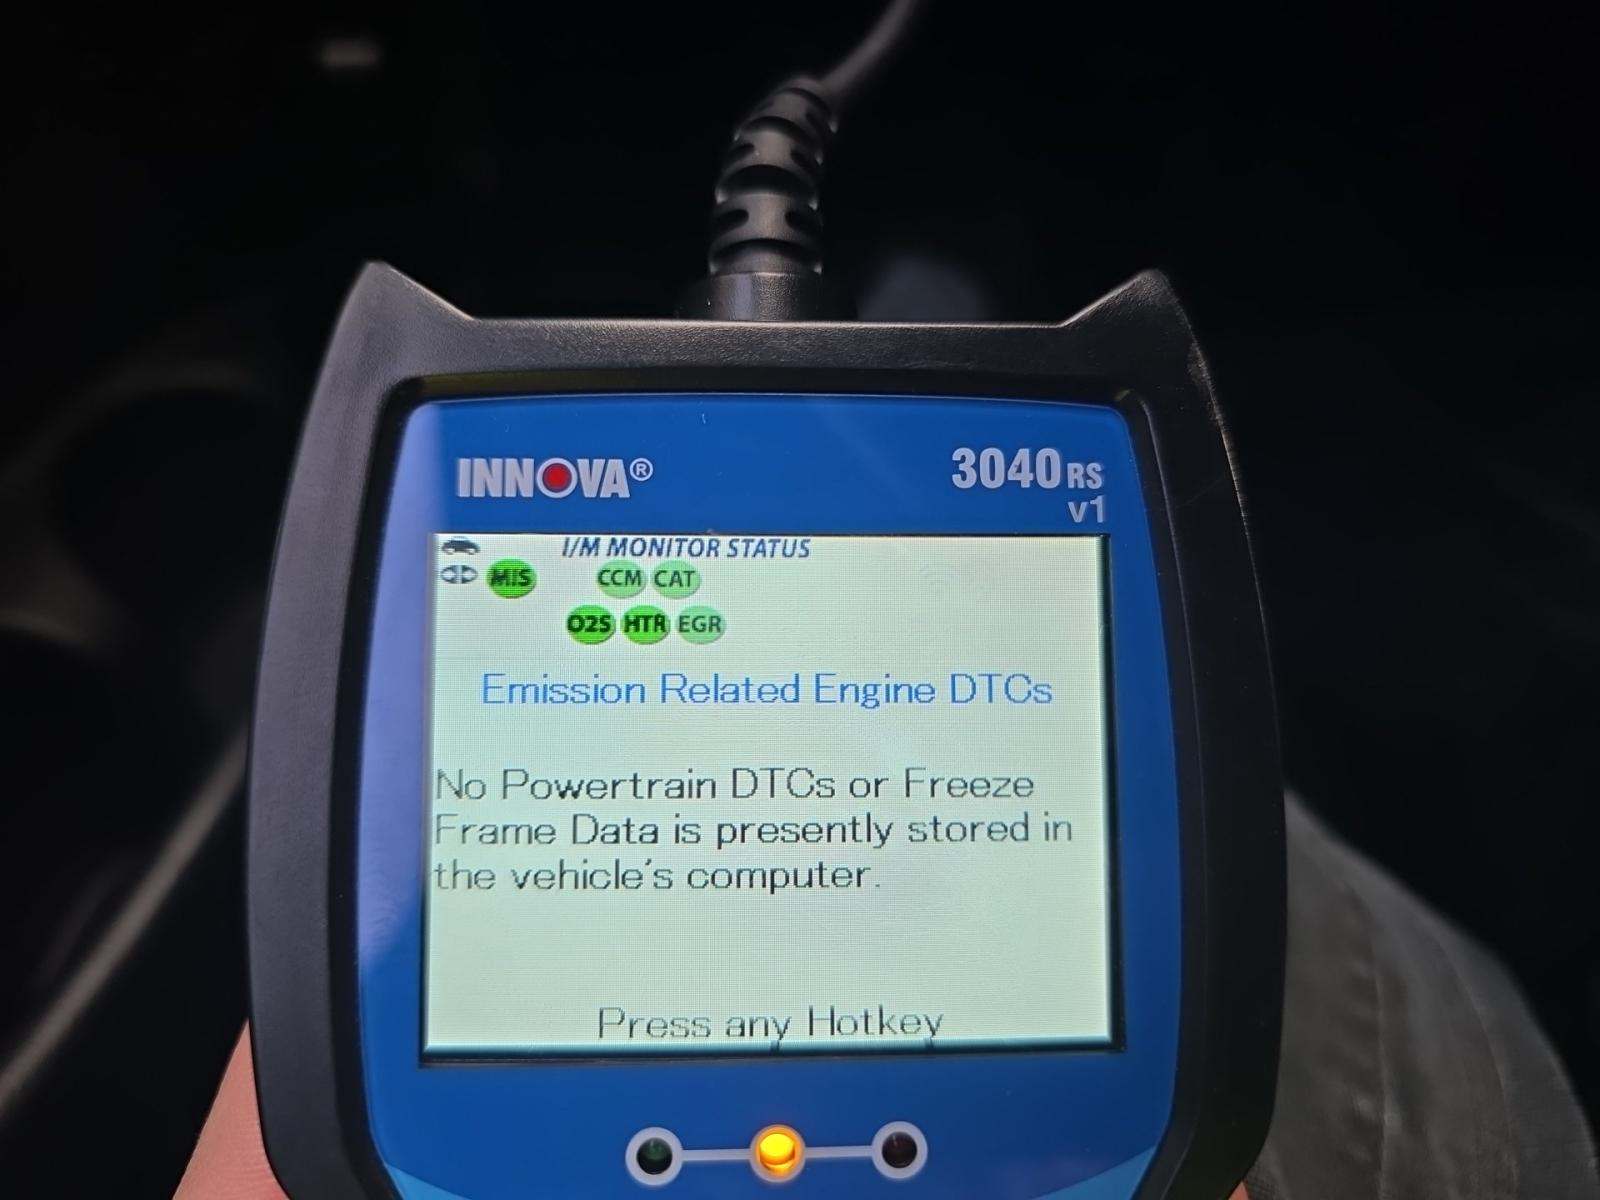 INNOVA®
3040RS
v1
I/M MONITOR STATUS
MIS CCM CAT
O2S HTR EGR
Emission Related Engine DTCs
No Powertrain DTCs or Freeze
Frame Data is presently stored in
the vehicle's computer.
Press any Hotkey